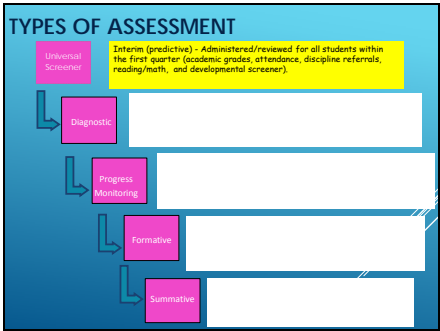 TYPES OF ASSESSMENT
Universal
Screener
Interim (predictive) - Administered/reviewed for all students within
the first quarter (academic grades, attendance, discipline referrals,
reading/math, and developmental screener).
Diagnostic
Progress
Monitoring
Formative
Summative